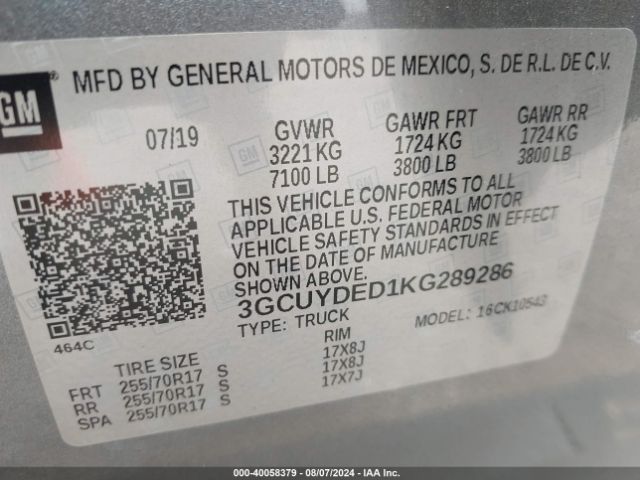 GM ® MFD BY GENERAL MOTORS DE MEXICO, S. DE R.L. DE C.V.
07/19 GVWR GAWR FRT GAWR RR
3221 KG 1724 KG 1724 KG
7100 LB 3800 LB 3800 LB
THIS VEHICLE CONFORMS TO ALL
APPLICABLE U.S. FEDERAL MOTOR
VEHICLE SAFETY STANDARDS IN EFFECT
ON THE DATE OF MANUFACTURE
SHOWN ABOVE.
3GCUYDED1KG289286
TYPE: TRUCK MODEL: 16CK10543
464C
TIRE SIZE RIM
FRT 255/70R17 S 17X8J
RR 255/70R17 S 17X8J
SPA 255/70R17 S 17X7J
000-40058379 - 08/07/2024 - IAA Inc.